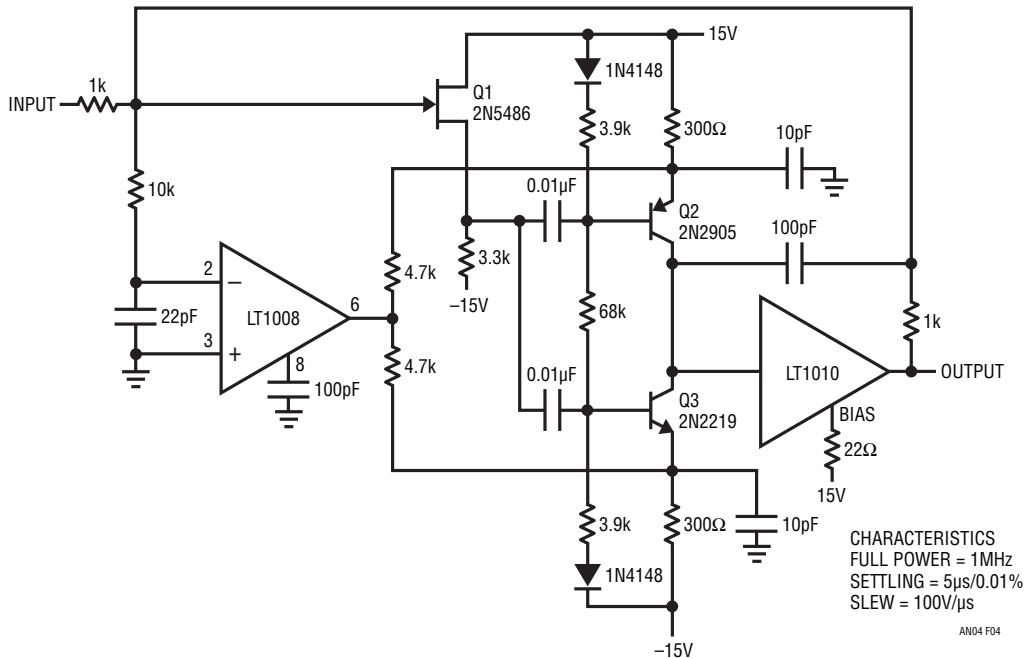 15V
1k
1N4148
INPUT
Q1
2N5486
3.9k
300Ω
10pF
10k
0.01µF
Q2
2N2905
100pF
2
–
4.7k
3.3k
–15V
22pF
LT1008
6
68k
1k
3
+
8
4.7k
0.01µF
LT1010
OUTPUT
100pF
Q3
2N2219
BIAS
22Ω
15V
3.9k
300Ω
10pF
1N4148
–15V
CHARACTERISTICS
FULL POWER = 1MHz
SETTLING = 5µs/0.01%
SLEW = 100V/µs
AN04 F04